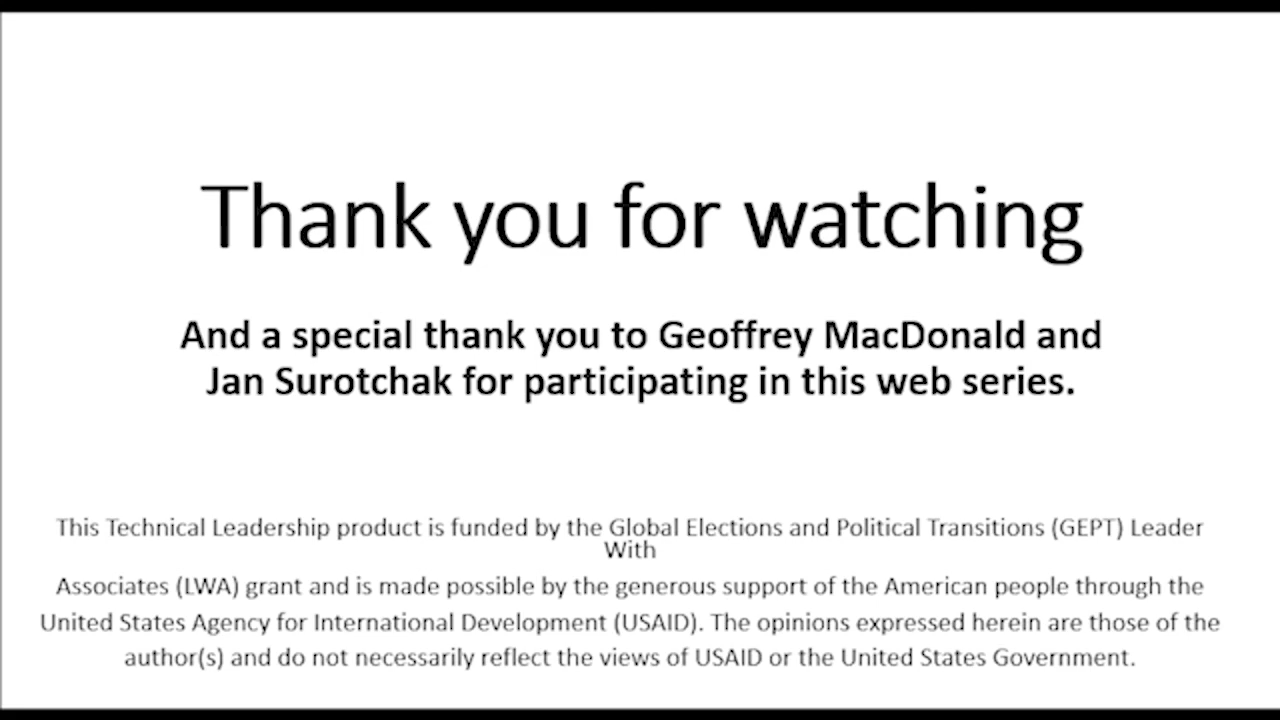 Thank you for watching
And a special thank you to Geoffrey MacDonald and
Jan Surotchak for participating in this web series.
This Technical Leadership product is funded by the Global Elections and Political Transitions (GEPT) Leader
With
Associates (LWA) grant and is made possible by the generous support of the American people through the
United States Agency for International Development (USAID). The opinions expressed herein are those of the
author(s) and do not necessarily reflect the views of USAID or the United States Government.